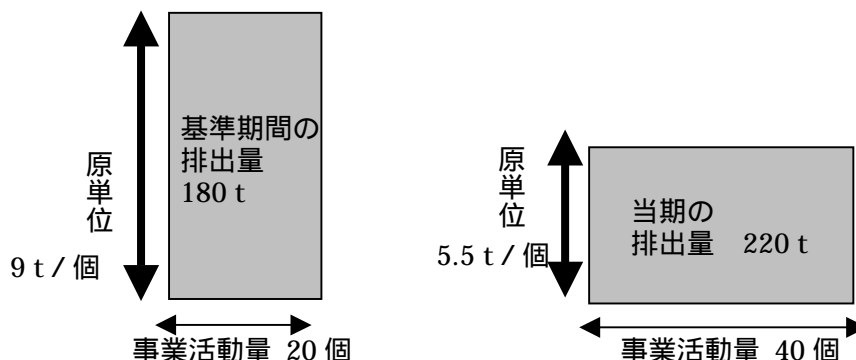 基準期間の
排出量
180 t
原単位
9 t / 個
事業活動量 20 個
当期の
排出量 220 t
原単位
5.5 t / 個
事業活動量 40 個